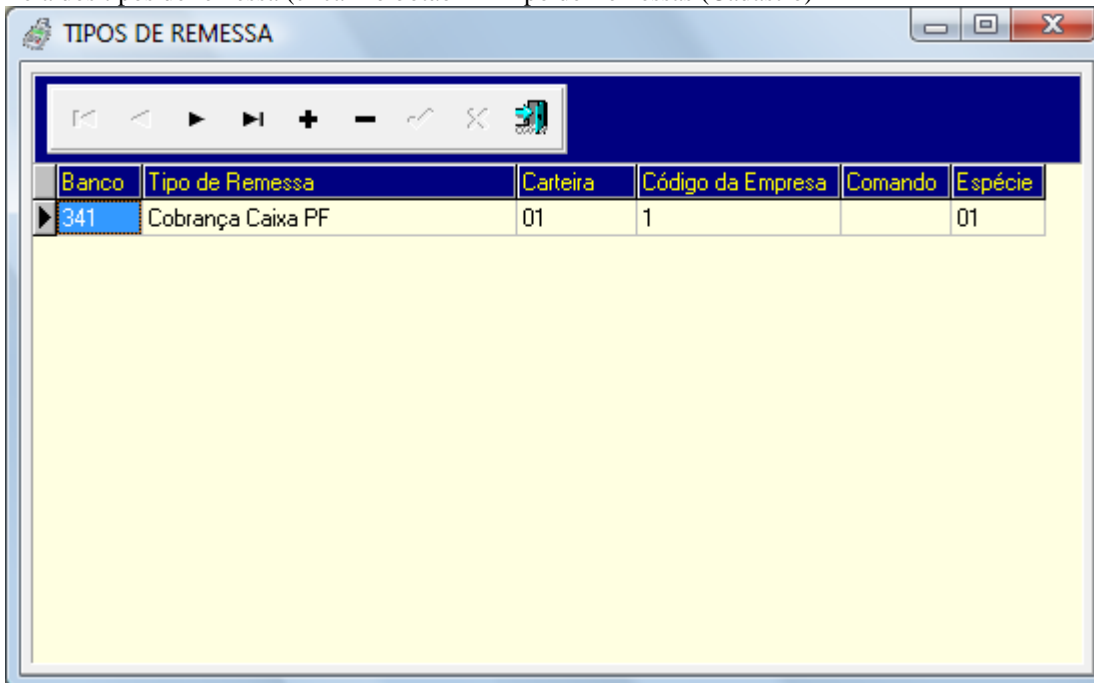 TIPOS DE REMESSA
Banco Tipo de Remessa Carteira Código da Empresa Comando Espécie
341 Cobrança Caixa PF 01 1 01